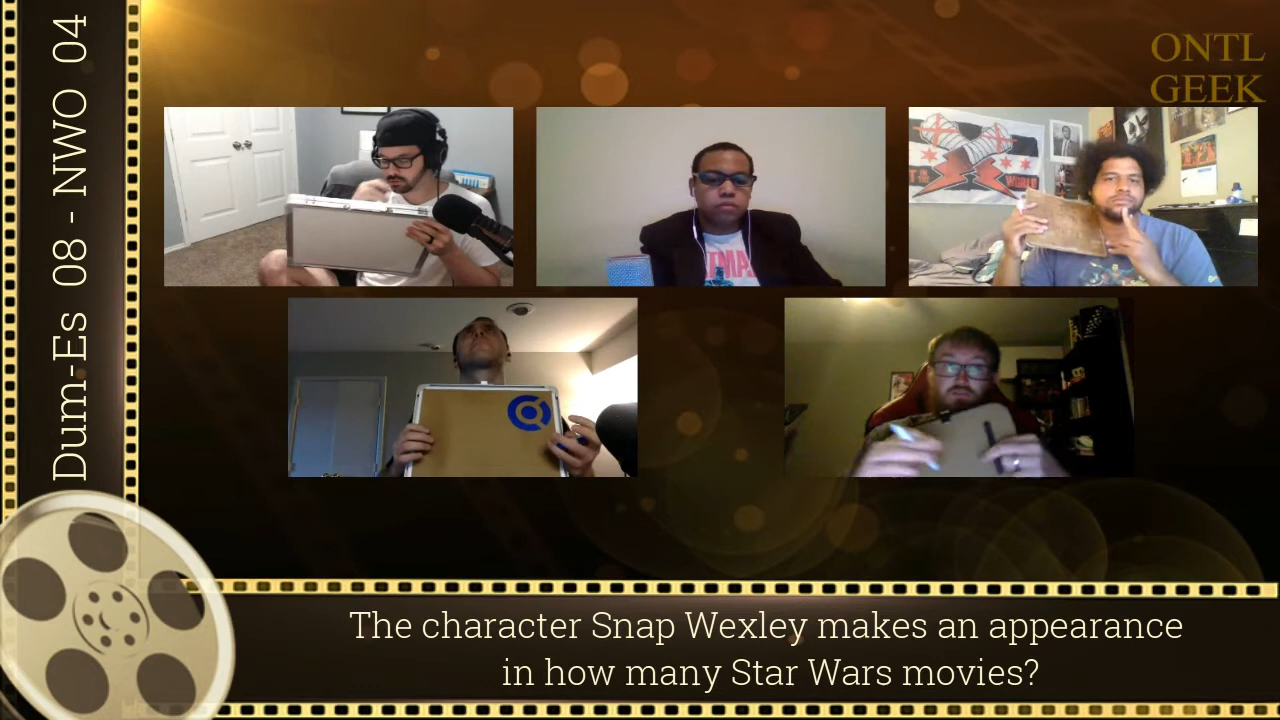 Dum-Es 08 - NWO 04
ONTL
GEEK
WORLD
The character Snap Wexley makes an appearance
in how many Star Wars movies?